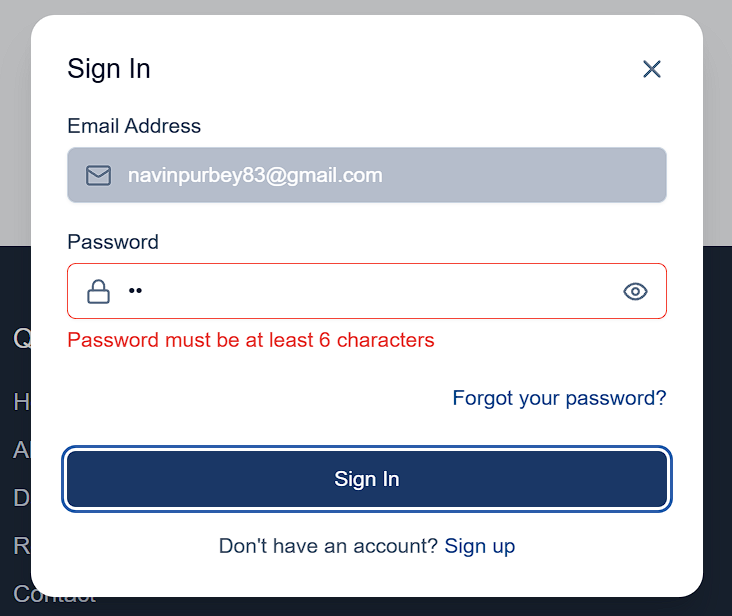 Sign In
Email Address
navinpurbey83@gmail.com
Password
••
Password must be at least 6 characters
Forgot your password?
Sign In
Don't have an account? Sign up
Q
H
A
D
R
Contact